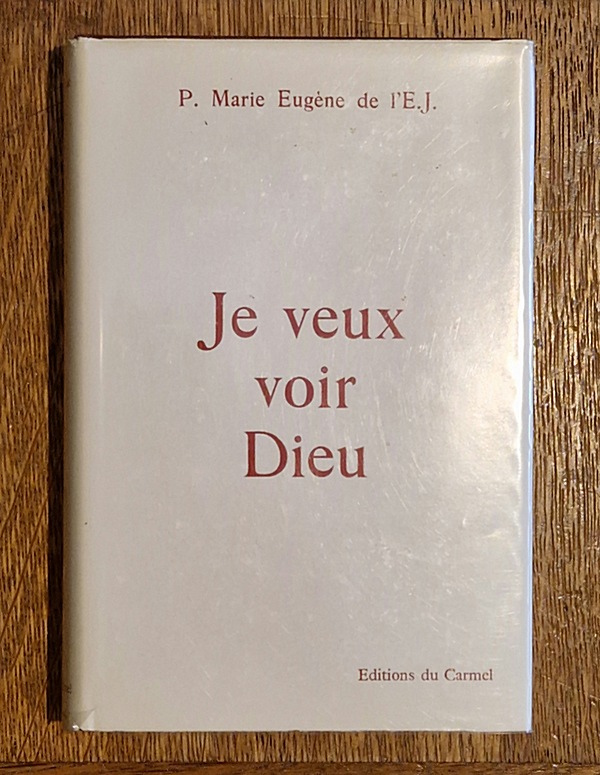 P. Marie Eugène de l'E.J.
Je veux
voir
Dieu
Editions du Carmel